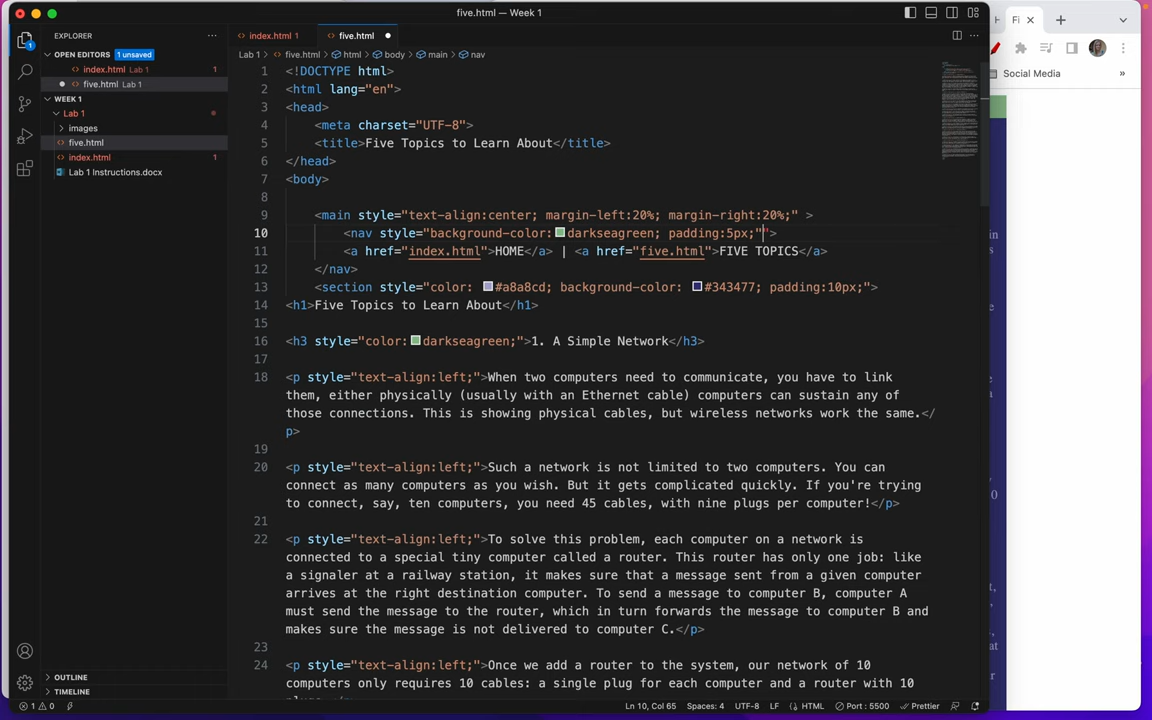 five.html — Week 1
Fi
EXPLORER
index.html 1
five.html
OPEN EDITORS 1 unsaved
Lab 1 > five.html > html > body > main > nav
index.html Lab 1 1
five.html Lab 1
Social Media
WEEK 1
Lab 1
images
five.html
index.html 1
Lab 1 Instructions.docx
1 <!DOCTYPE html>
2 <html lang="en">
3 <head>
4 <meta charset="UTF-8">
5 <title>Five Topics to Learn About</title>
6 </head>
7 <body>
8
9 <main style="text-align:center; margin-left:20%; margin-right:20%;" >
10 <nav style="background-color:darkseagreen; padding:5px;"">
11 <a href="index.html">HOME</a> | <a href="five.html">FIVE TOPICS</a>
12 </nav>
13 <section style="color: #a8a8cd; background-color: #343477; padding:10px;">
14 <h1>Five Topics to Learn About</h1>
15
16 <h3 style="color:darkseagreen;">1. A Simple Network</h3>
17
18 <p style="text-align:left;">When two computers need to communicate, you have to link
them, either physically (usually with an Ethernet cable) computers can sustain any of
those connections. This is showing physical cables, but wireless networks work the same.</
p>
19
20 <p style="text-align:left;">Such a network is not limited to two computers. You can
connect as many computers as you wish. But it gets complicated quickly. If you're trying
to connect, say, ten computers, you need 45 cables, with nine plugs per computer!</p>
21
22 <p style="text-align:left;">To solve this problem, each computer on a network is
connected to a special tiny computer called a router. This router has only one job: like
a signaler at a railway station, it makes sure that a message sent from a given computer
arrives at the right destination computer. To send a message to computer B, computer A
must send the message to the router, which in turn forwards the message to computer B and
makes sure the message is not delivered to computer C.</p>
23
24 <p style="text-align:left;">Once we add a router to the system, our network of 10
computers only requires 10 cables: a single plug for each computer and a router with 10
OUTLINE
TIMELINE
1 0
Ln 10, Col 65 Spaces: 4 UTF-8 LF HTML Port : 5500 Prettier